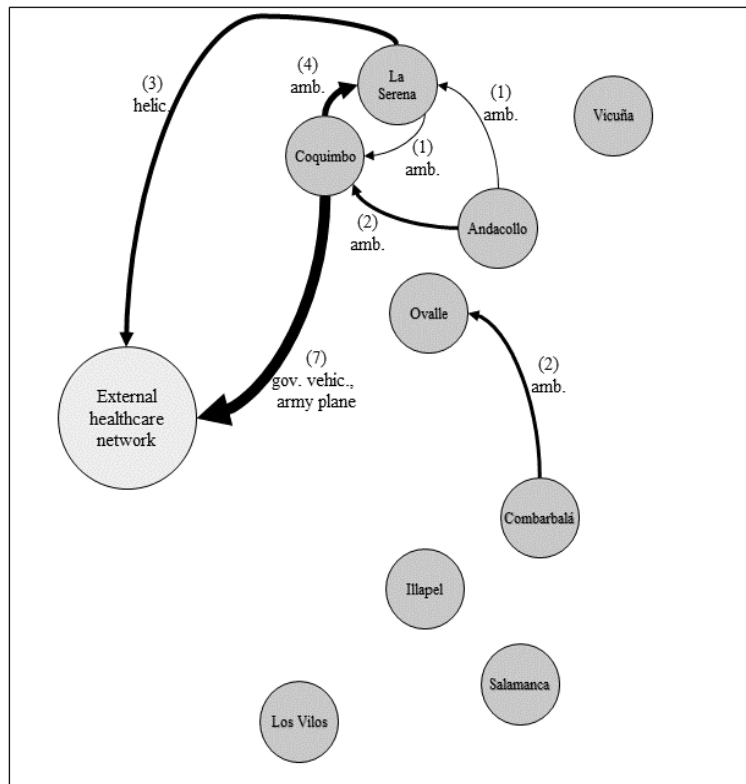 (3)
helic.
(4)
amb.
La
Serena
(1)
amb.
Vicuña
Coquimbo
(1)
amb.
(2)
amb.
Andacollo
Ovalle
(7)
gov. vehic.,
army plane
(2)
amb.
External
healthcare
network
Combarbalá
Illapel
Salamanca
Los Vilos